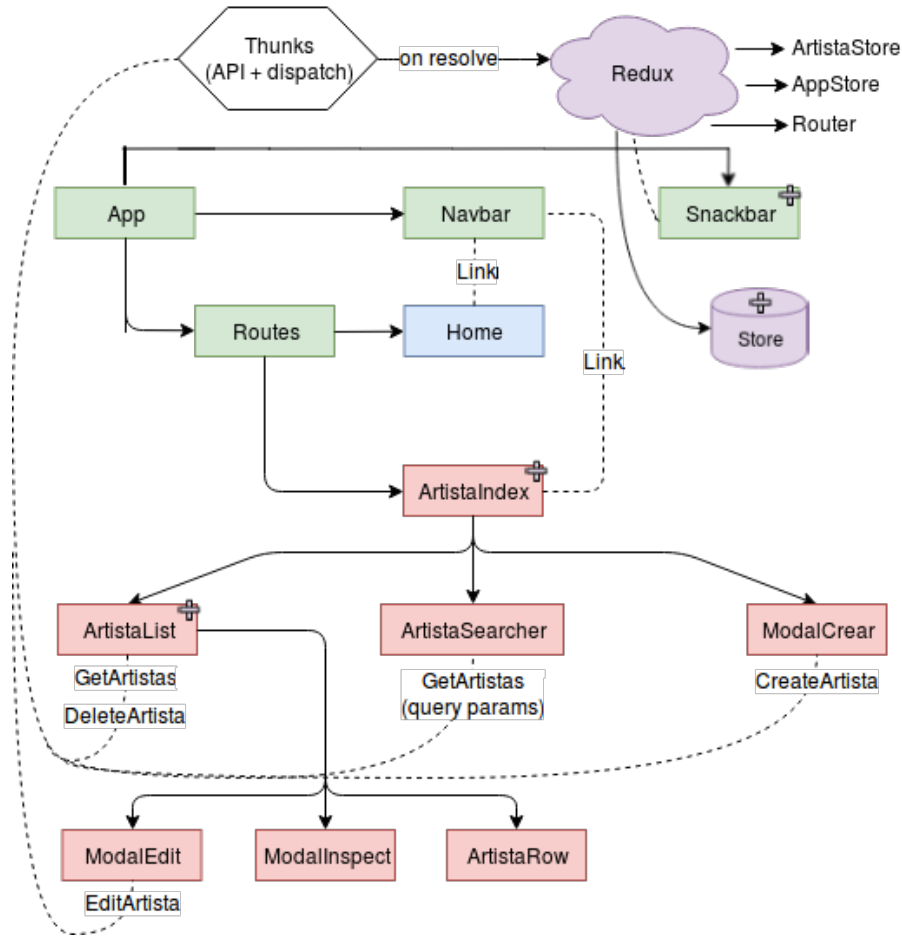 Thunks
(API + dispatch)
on resolve
Redux
ArtistaStore
AppStore
Router
App
Navbar
Snackbar
Link
Routes
Home
Store
Link
ArtistaIndex
ArtistaList
ArtistaSearcher
ModalCrear
GetArtistas
DeleteArtista
GetArtistas
(query params)
CreateArtista
ModalEdit
ModalInspect
ArtistaRow
EditArtista